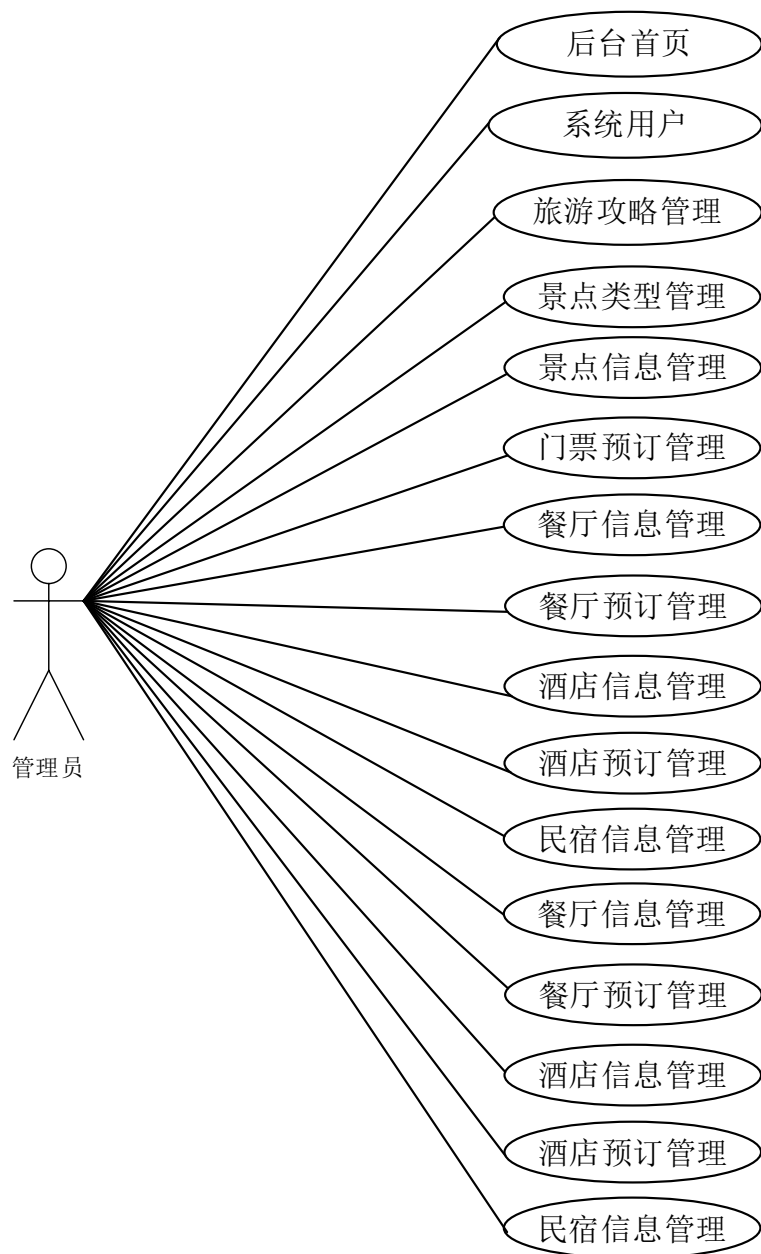 后台首页
系统用户
旅游攻略管理
景点类型管理
景点信息管理
门票预订管理
餐厅信息管理
餐厅预订管理
酒店信息管理
管理员
酒店预订管理
民宿信息管理
餐厅信息管理
餐厅预订管理
酒店信息管理
酒店预订管理
民宿信息管理